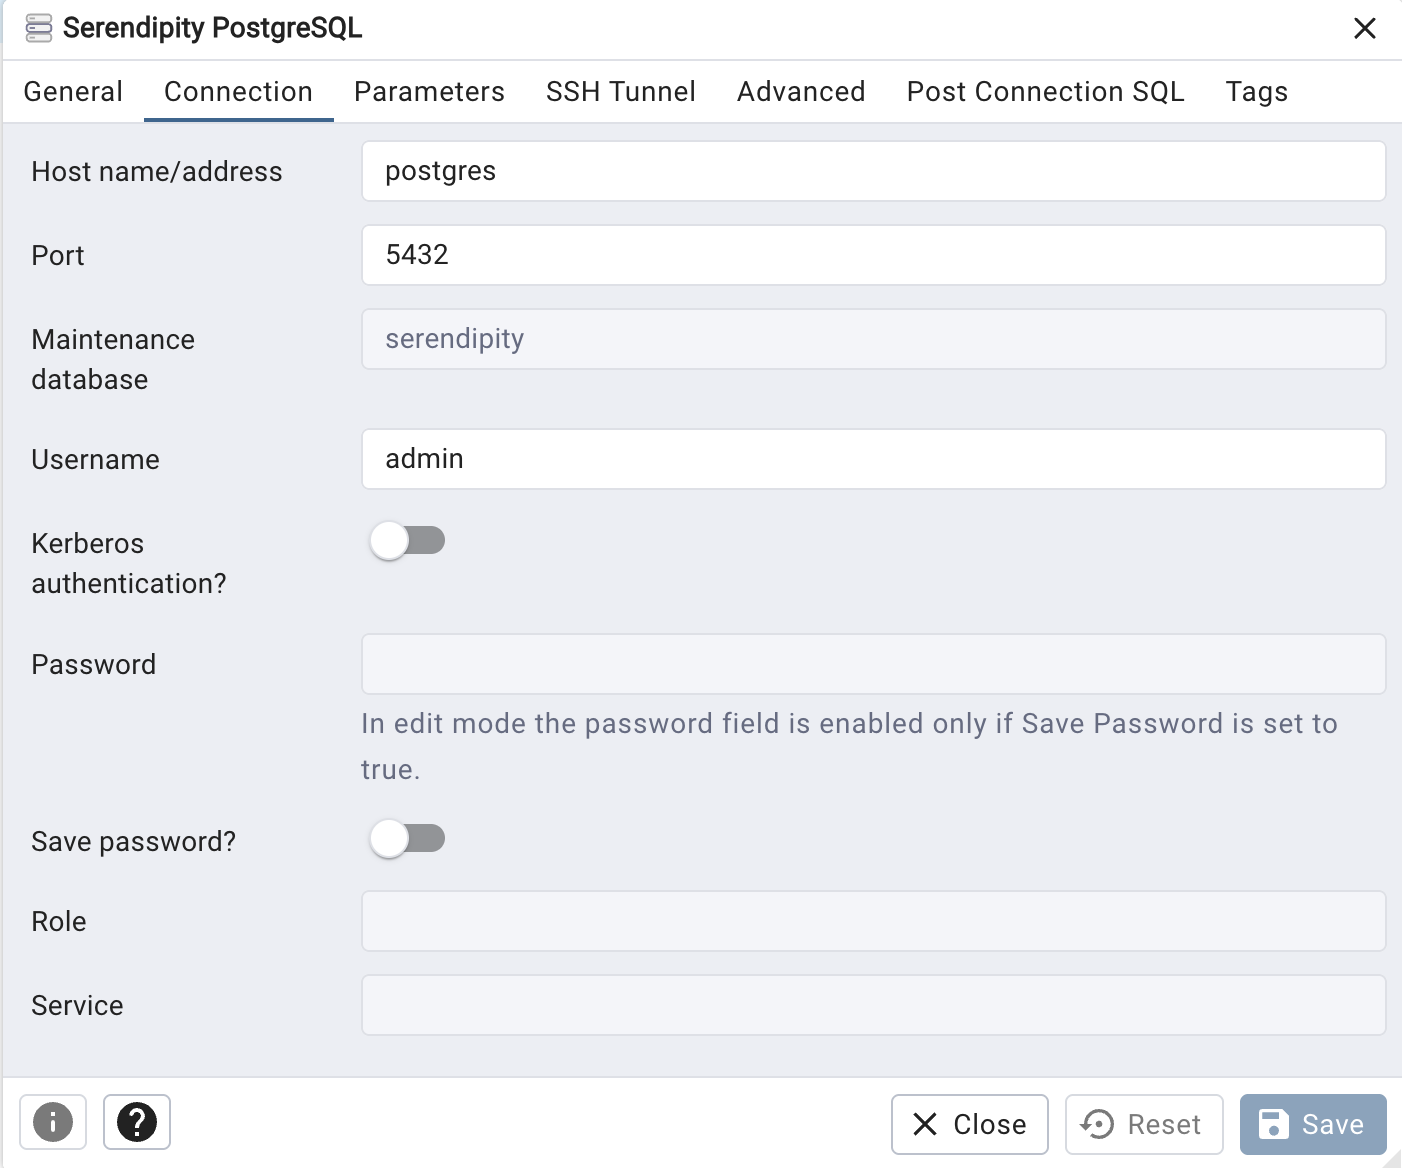 Serendipity PostgreSQL
General Connection Parameters SSH Tunnel Advanced Post Connection SQL Tags
Host name/address postgres
Port 5432
Maintenance
database
serendipity
Username admin
Kerberos
authentication?
Password
In edit mode the password field is enabled only if Save Password is set to
true.
Save password?
Role
Service
Close Reset Save